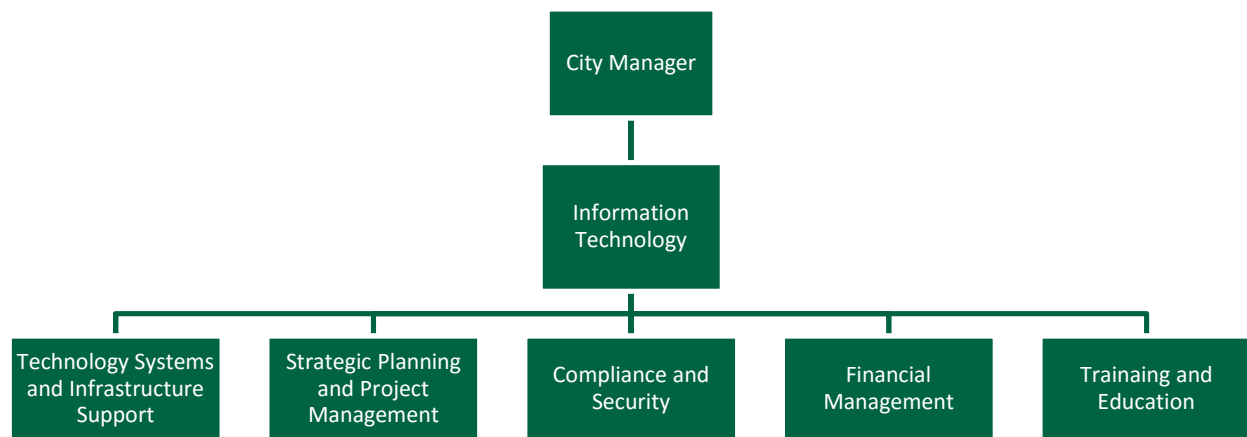 City Manager
Information
Technology
Technology Systems
and Infrastructure
Support
Strategic Planning
and Project
Management
Compliance and
Security
Financial
Management
Trainaing and
Education